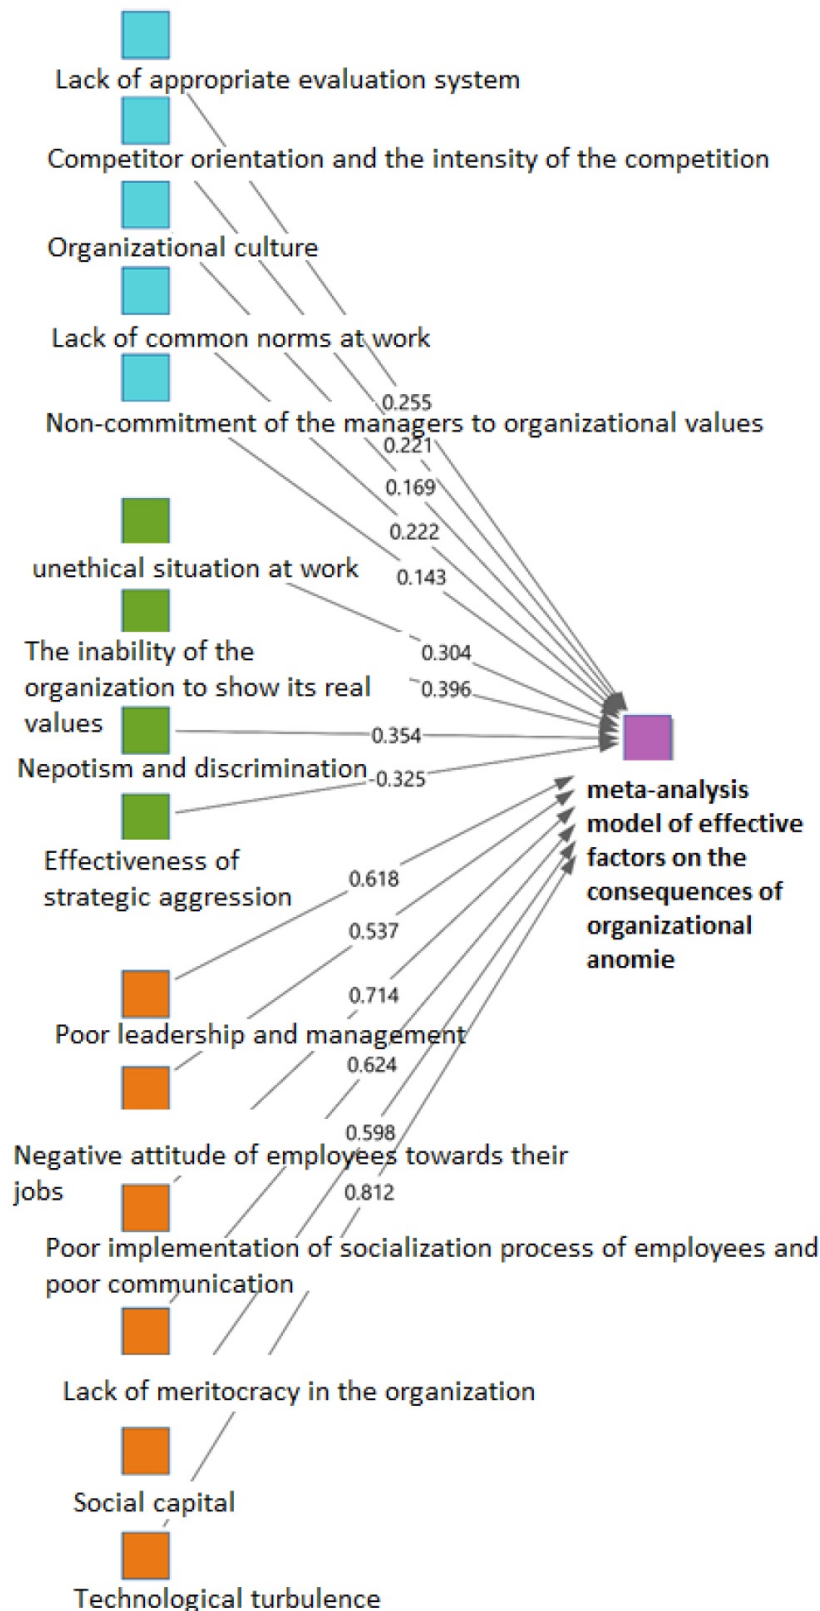 Lack of appropriate evaluation system
Competitor orientation and the intensity of the competition
Organizational culture
Lack of common norms at work
0.255
Non-commitment of the managers to organizational values
0.221
0.169
0.222
0.143
unethical situation at work
0.304
The inability of the
organization to show its real
values
0.396
0.354
Nepotism and discrimination
-0.325
meta-analysis
model of effective
factors on the
consequences of
organizational
anomie
Effectiveness of
strategic aggression
0.618
0.537
0.714
Poor leadership and management
0.624
0.598
Negative attitude of employees towards their
jobs
0.812
Poor implementation of socialization process of employees and
poor communication
Lack of meritocracy in the organization
Social capital
Technological turbulence